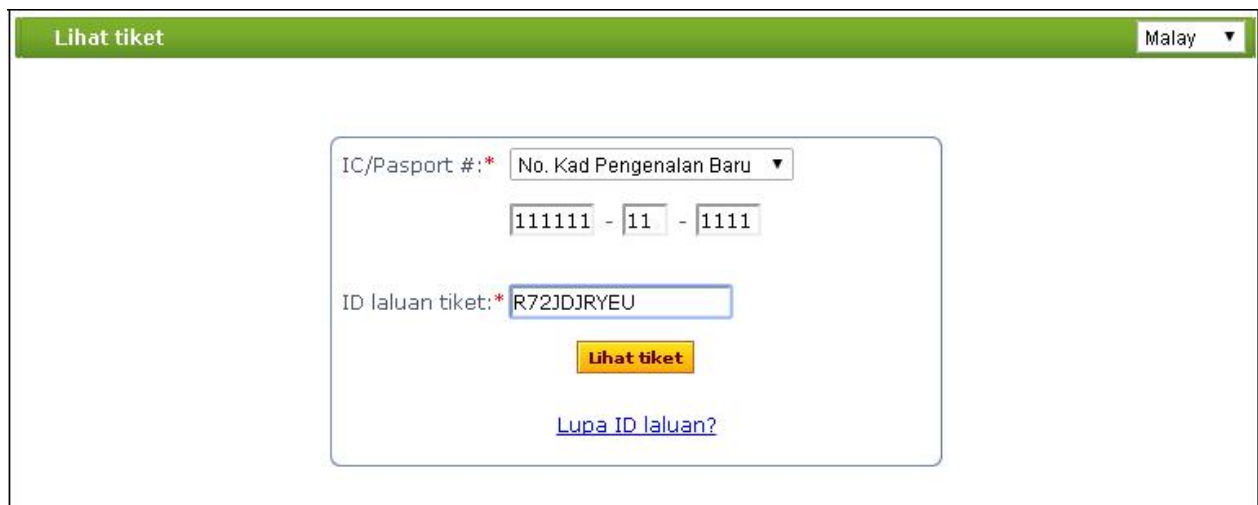 Lihat tiket Malay
IC/Pasport #:* No. Kad Pengenalan Baru
111111 - 11 - 1111
ID laluan tiket:* R72JDJRYEU
Lihat tiket
Lupa ID laluan?